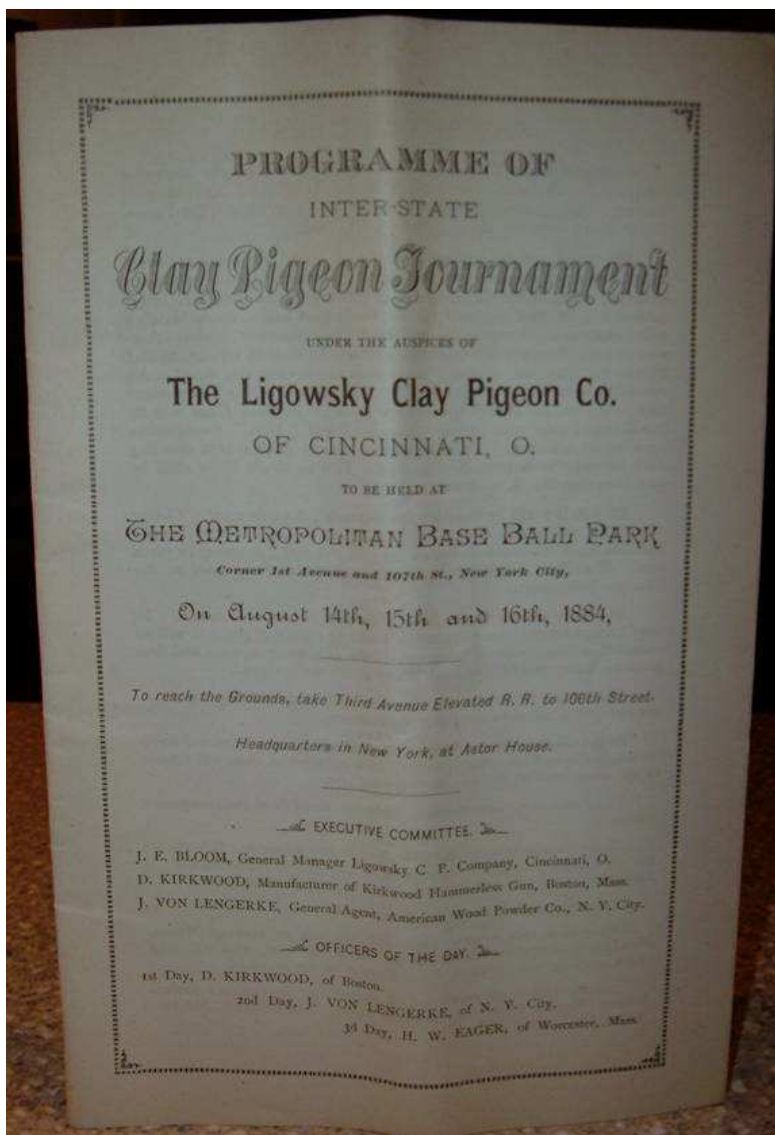 PROGRAMME OF
INTER-STATE
Clay Pigeon Tournament
UNDER THE AUSPICES OF
The Ligowsky Clay Pigeon Co.
OF CINCINNATI, O.
TO BE HELD AT
THE METROPOLITAN BASE BALL PARK
Corner 1st Avenue and 107th St., New York City,
On August 14th, 15th and 16th, 1884,
To reach the Grounds, take Third Avenue Elevated R. R. to 106th Street.
Headquarters in New York, at Astor House.
EXECUTIVE COMMITTEE.
J. E. BLOOM, General Manager Ligowsky C. P. Company, Cincinnati, O.
D. KIRKWOOD, Manufacturer of Kirkwood Hammerless Gun, Boston, Mass.
J. VON LENGERKE, General Agent, American Wood Powder Co., N. Y. City.
OFFICERS OF THE DAY.
1st Day, D. KIRKWOOD, of Boston.
2nd Day, J. VON LENGERKE, of N. Y. City.
3d Day, H. W. EAGER, of Worcester, Mass.